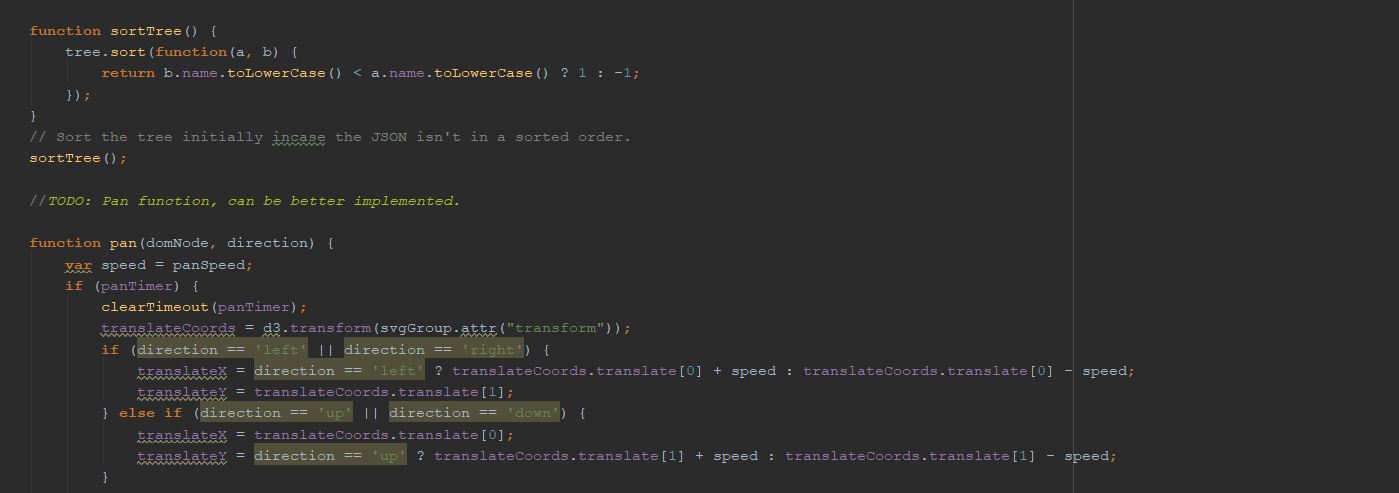 function sortTree() {
    tree.sort(function(a, b) {
        return b.name.toLowerCase() < a.name.toLowerCase() ? 1 : -1;
    });
}
// Sort the tree initially incase the JSON isn't in a sorted order.
sortTree();

//TODO: Pan function, can be better implemented.

function pan(domNode, direction) {
    var speed = panSpeed;
    if (panTimer) {
        clearTimeout(panTimer);
        translateCoords = d3.transform(svgGroup.attr("transform"));
        if (direction == 'left' || direction == 'right') {
            translateX = direction == 'left' ? translateCoords.translate[0] + speed : translateCoords.translate[0] - speed;
            translateY = translateCoords.translate[1];
        } else if (direction == 'up' || direction == 'down') {
            translateX = translateCoords.translate[0];
            translateY = direction == 'up' ? translateCoords.translate[1] + speed : translateCoords.translate[1] - speed;
        }